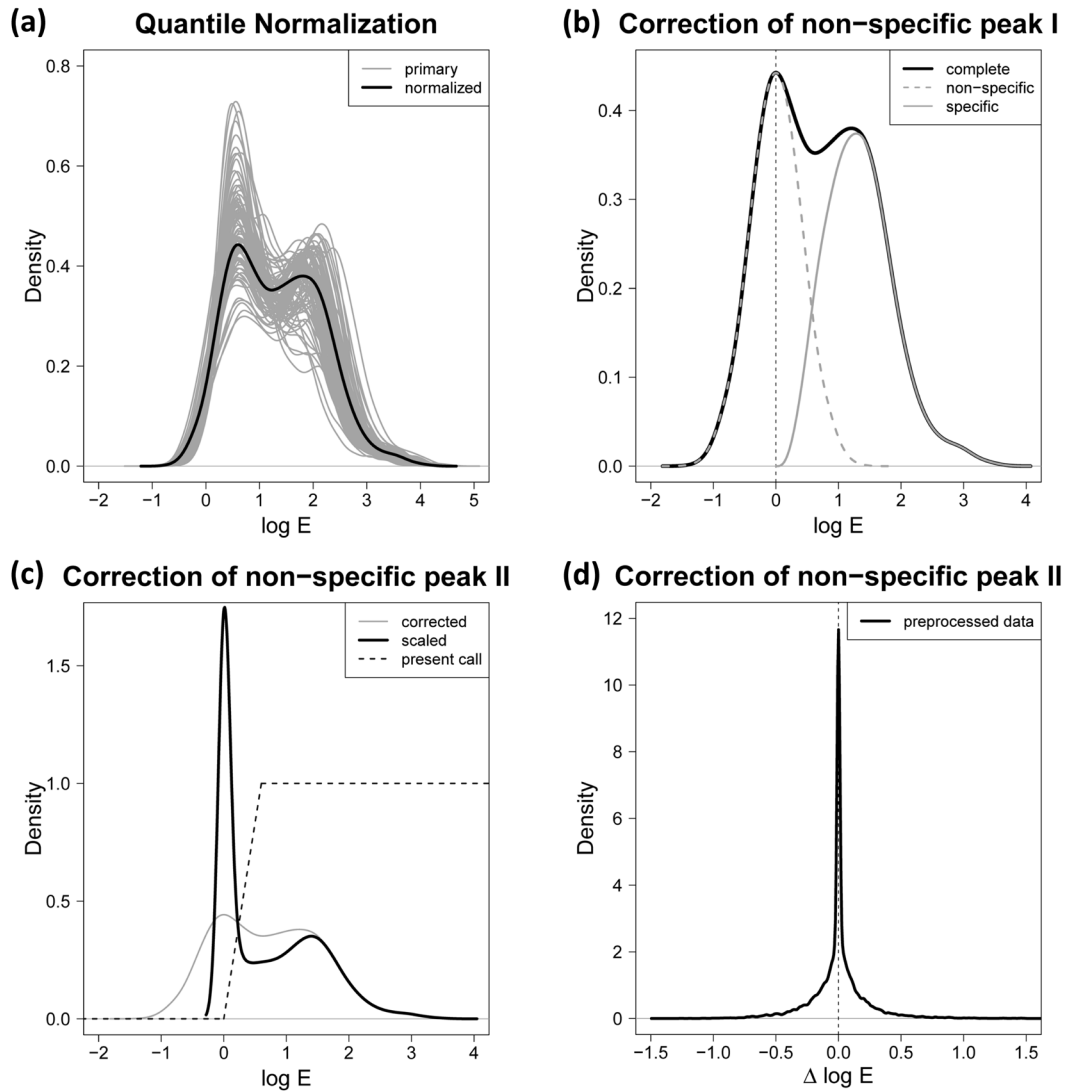 (a) Quantile Normalization
primary
normalized
0.8
0.6
0.4
0.2
0.0
Density
−2 −1 0 1 2 3 4 5
log E
(b) Correction of non−specific peak I
complete
non−specific
specific
0.4
0.3
0.2
0.1
0.0
Density
−2 −1 0 1 2 3 4
log E
(c) Correction of non−specific peak II
corrected
scaled
present call
1.5
1.0
0.5
0.0
Density
−2 −1 0 1 2 3 4
log E
(d) Correction of non−specific peak II
preprocessed data
12
10
8
6
4
2
0
Density
−1.5 −1.0 −0.5 0.0 0.5 1.0 1.5
Δ log E